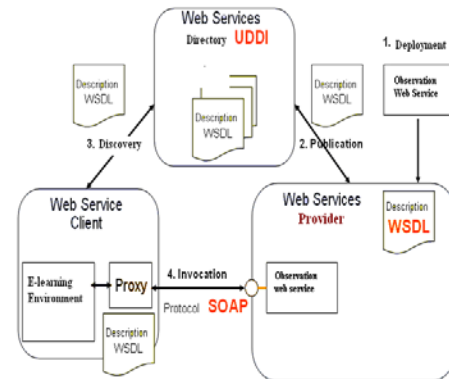 Web Services
Directory UDDI
Description
WSDL
1. Deployment
Observation
Web Service
Description
WSDL
Description
WSDL
3. Discovery
2. Publication
Web Service
Client
Web Services
Provider
Description
WSDL
E-learning
Environment
Proxy
4. Invocation
Protocol SOAP
Observation
web service
Description
WSDL